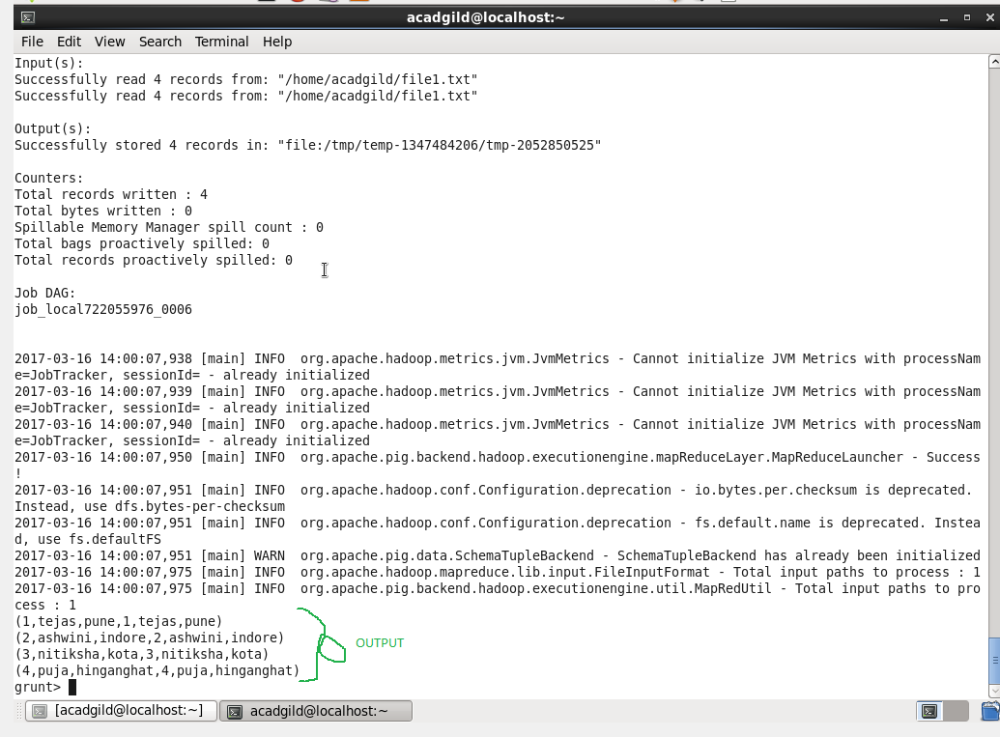 acadgild@localhost:~
File Edit View Search Terminal Help
Input(s):
Successfully read 4 records from: "/home/acadgild/file1.txt"
Successfully read 4 records from: "/home/acadgild/file1.txt"
Output(s):
Successfully stored 4 records in: "file:/tmp/temp-1347484206/tmp-2052850525"
Counters:
Total records written : 4
Total bytes written : 0
Spillable Memory Manager spill count : 0
Total bags proactively spilled: 0
Total records proactively spilled: 0
Job DAG:
job_local722055976_0006
2017-03-16 14:00:07,938 [main] INFO  org.apache.hadoop.metrics.jvm.JvmMetrics - Cannot initialize JVM Metrics with processNam
e=JobTracker, sessionId= - already initialized
2017-03-16 14:00:07,939 [main] INFO  org.apache.hadoop.metrics.jvm.JvmMetrics - Cannot initialize JVM Metrics with processNam
e=JobTracker, sessionId= - already initialized
2017-03-16 14:00:07,940 [main] INFO  org.apache.hadoop.metrics.jvm.JvmMetrics - Cannot initialize JVM Metrics with processNam
e=JobTracker, sessionId= - already initialized
2017-03-16 14:00:07,950 [main] INFO  org.apache.pig.backend.hadoop.executionengine.mapReduceLayer.MapReduceLauncher - Success
!
2017-03-16 14:00:07,951 [main] INFO  org.apache.hadoop.conf.Configuration.deprecation - io.bytes.per.checksum is deprecated.
Instead, use dfs.bytes-per-checksum
2017-03-16 14:00:07,951 [main] INFO  org.apache.hadoop.conf.Configuration.deprecation - fs.default.name is deprecated. Instea
d, use fs.defaultFS
2017-03-16 14:00:07,951 [main] WARN  org.apache.pig.data.SchemaTupleBackend - SchemaTupleBackend has already been initialized
2017-03-16 14:00:07,975 [main] INFO  org.apache.hadoop.mapreduce.lib.input.FileInputFormat - Total input paths to process : 1
2017-03-16 14:00:07,975 [main] INFO  org.apache.pig.backend.hadoop.executionengine.util.MapRedUtil - Total input paths to pro
cess : 1
(1,tejas,pune,1,tejas,pune)
(2,ashwini,indore,2,ashwini,indore)
OUTPUT
(3,nitiksha,kota,3,nitiksha,kota)
(4,puja,hinganghat,4,puja,hinganghat)
grunt>
[acadgild@localhost:~] acadgild@localhost:~